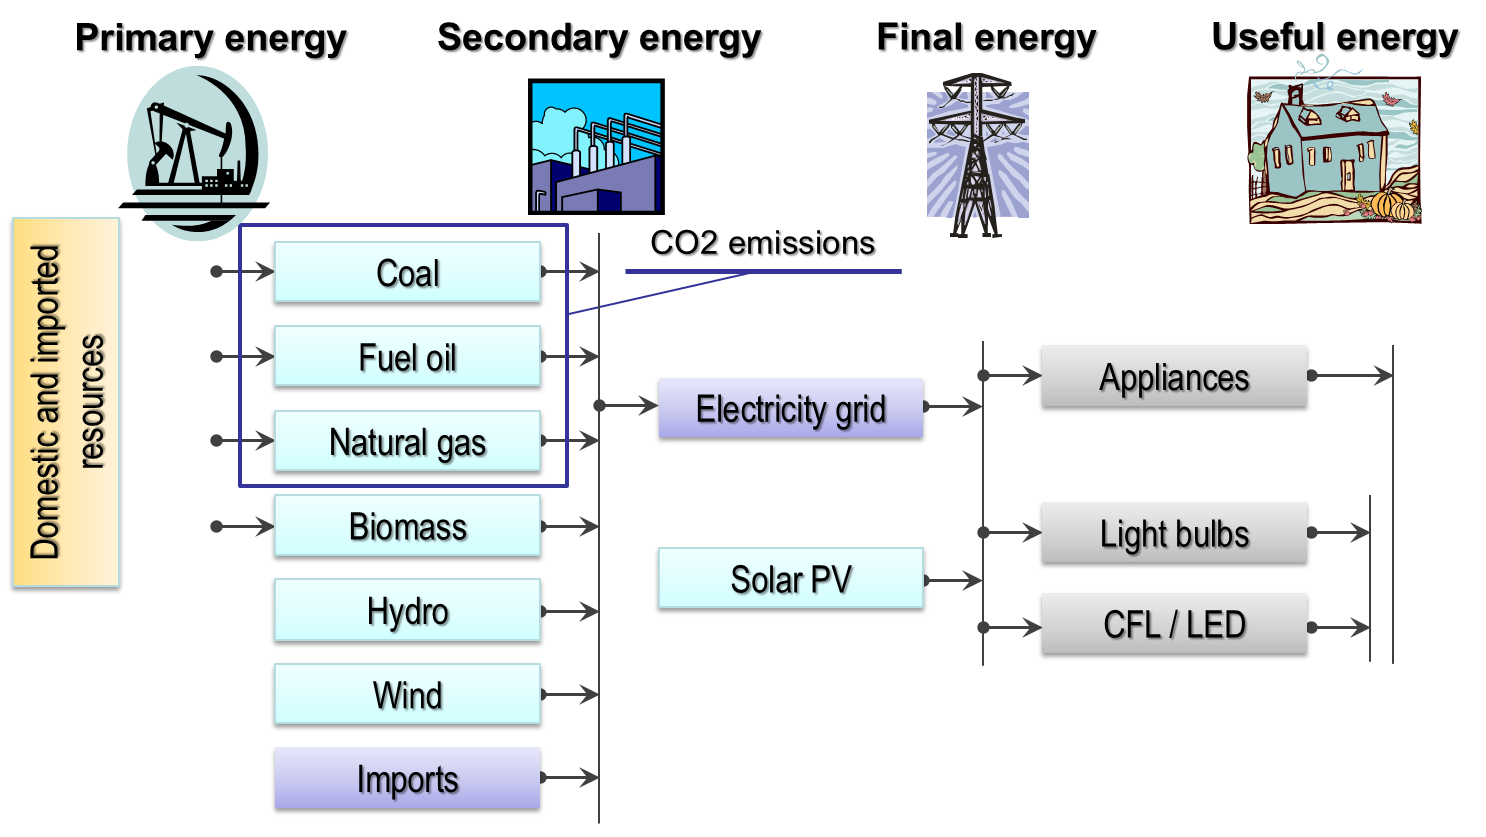 Primary energy
Secondary energy
Final energy
Useful energy
Domestic and imported
resources
CO2 emissions
Coal
Fuel oil
Natural gas
Biomass
Hydro
Wind
Imports
Electricity grid
Solar PV
Appliances
Light bulbs
CFL / LED